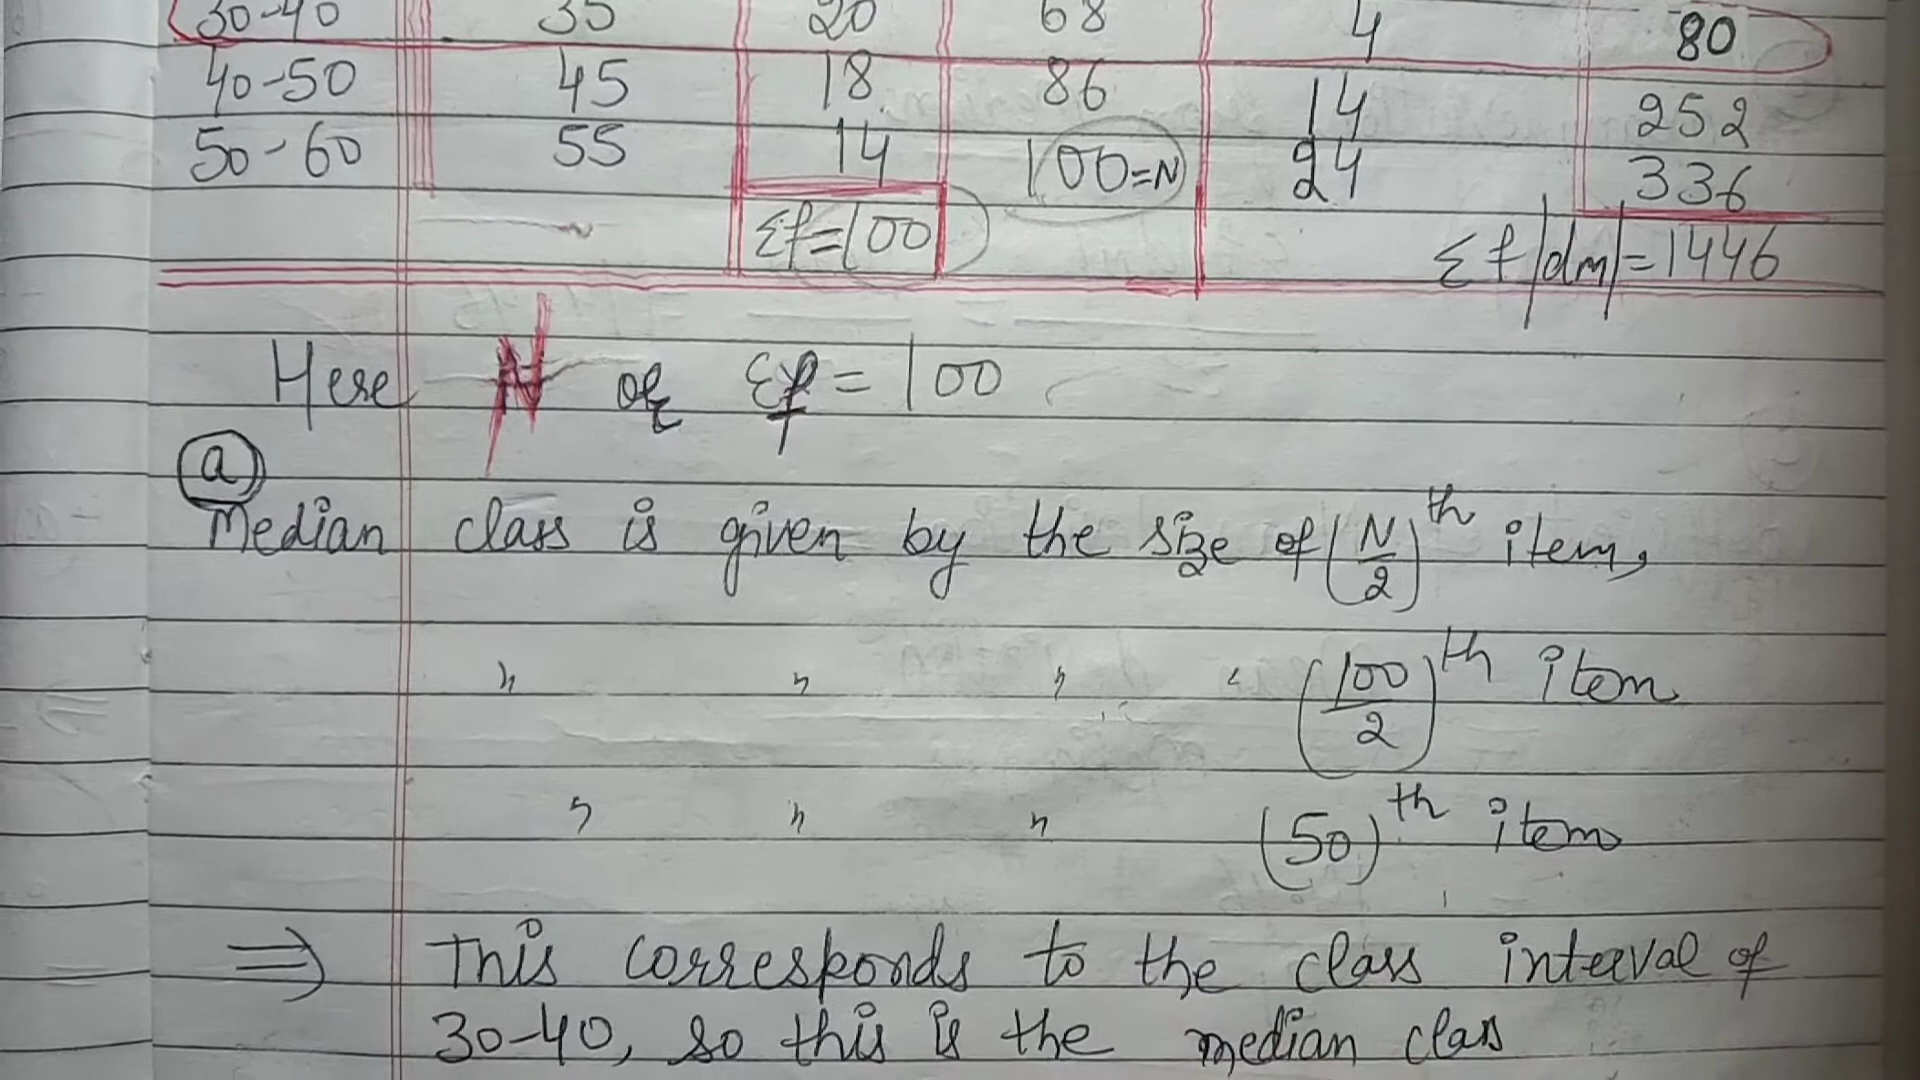 30-40 35 20 68 4 80
40-50 45 18 86 14 252
50-60 55 14 100=N 24 336
Σf=100 Σf|dm|=1446
Here N or Σf = 100
(a)
Median class is given by the size of (N/2)th item,
" " " " (100/2)th item
" " " (50)th item
⇒ This corresponds to the class interval of
30-40, so this is the median class